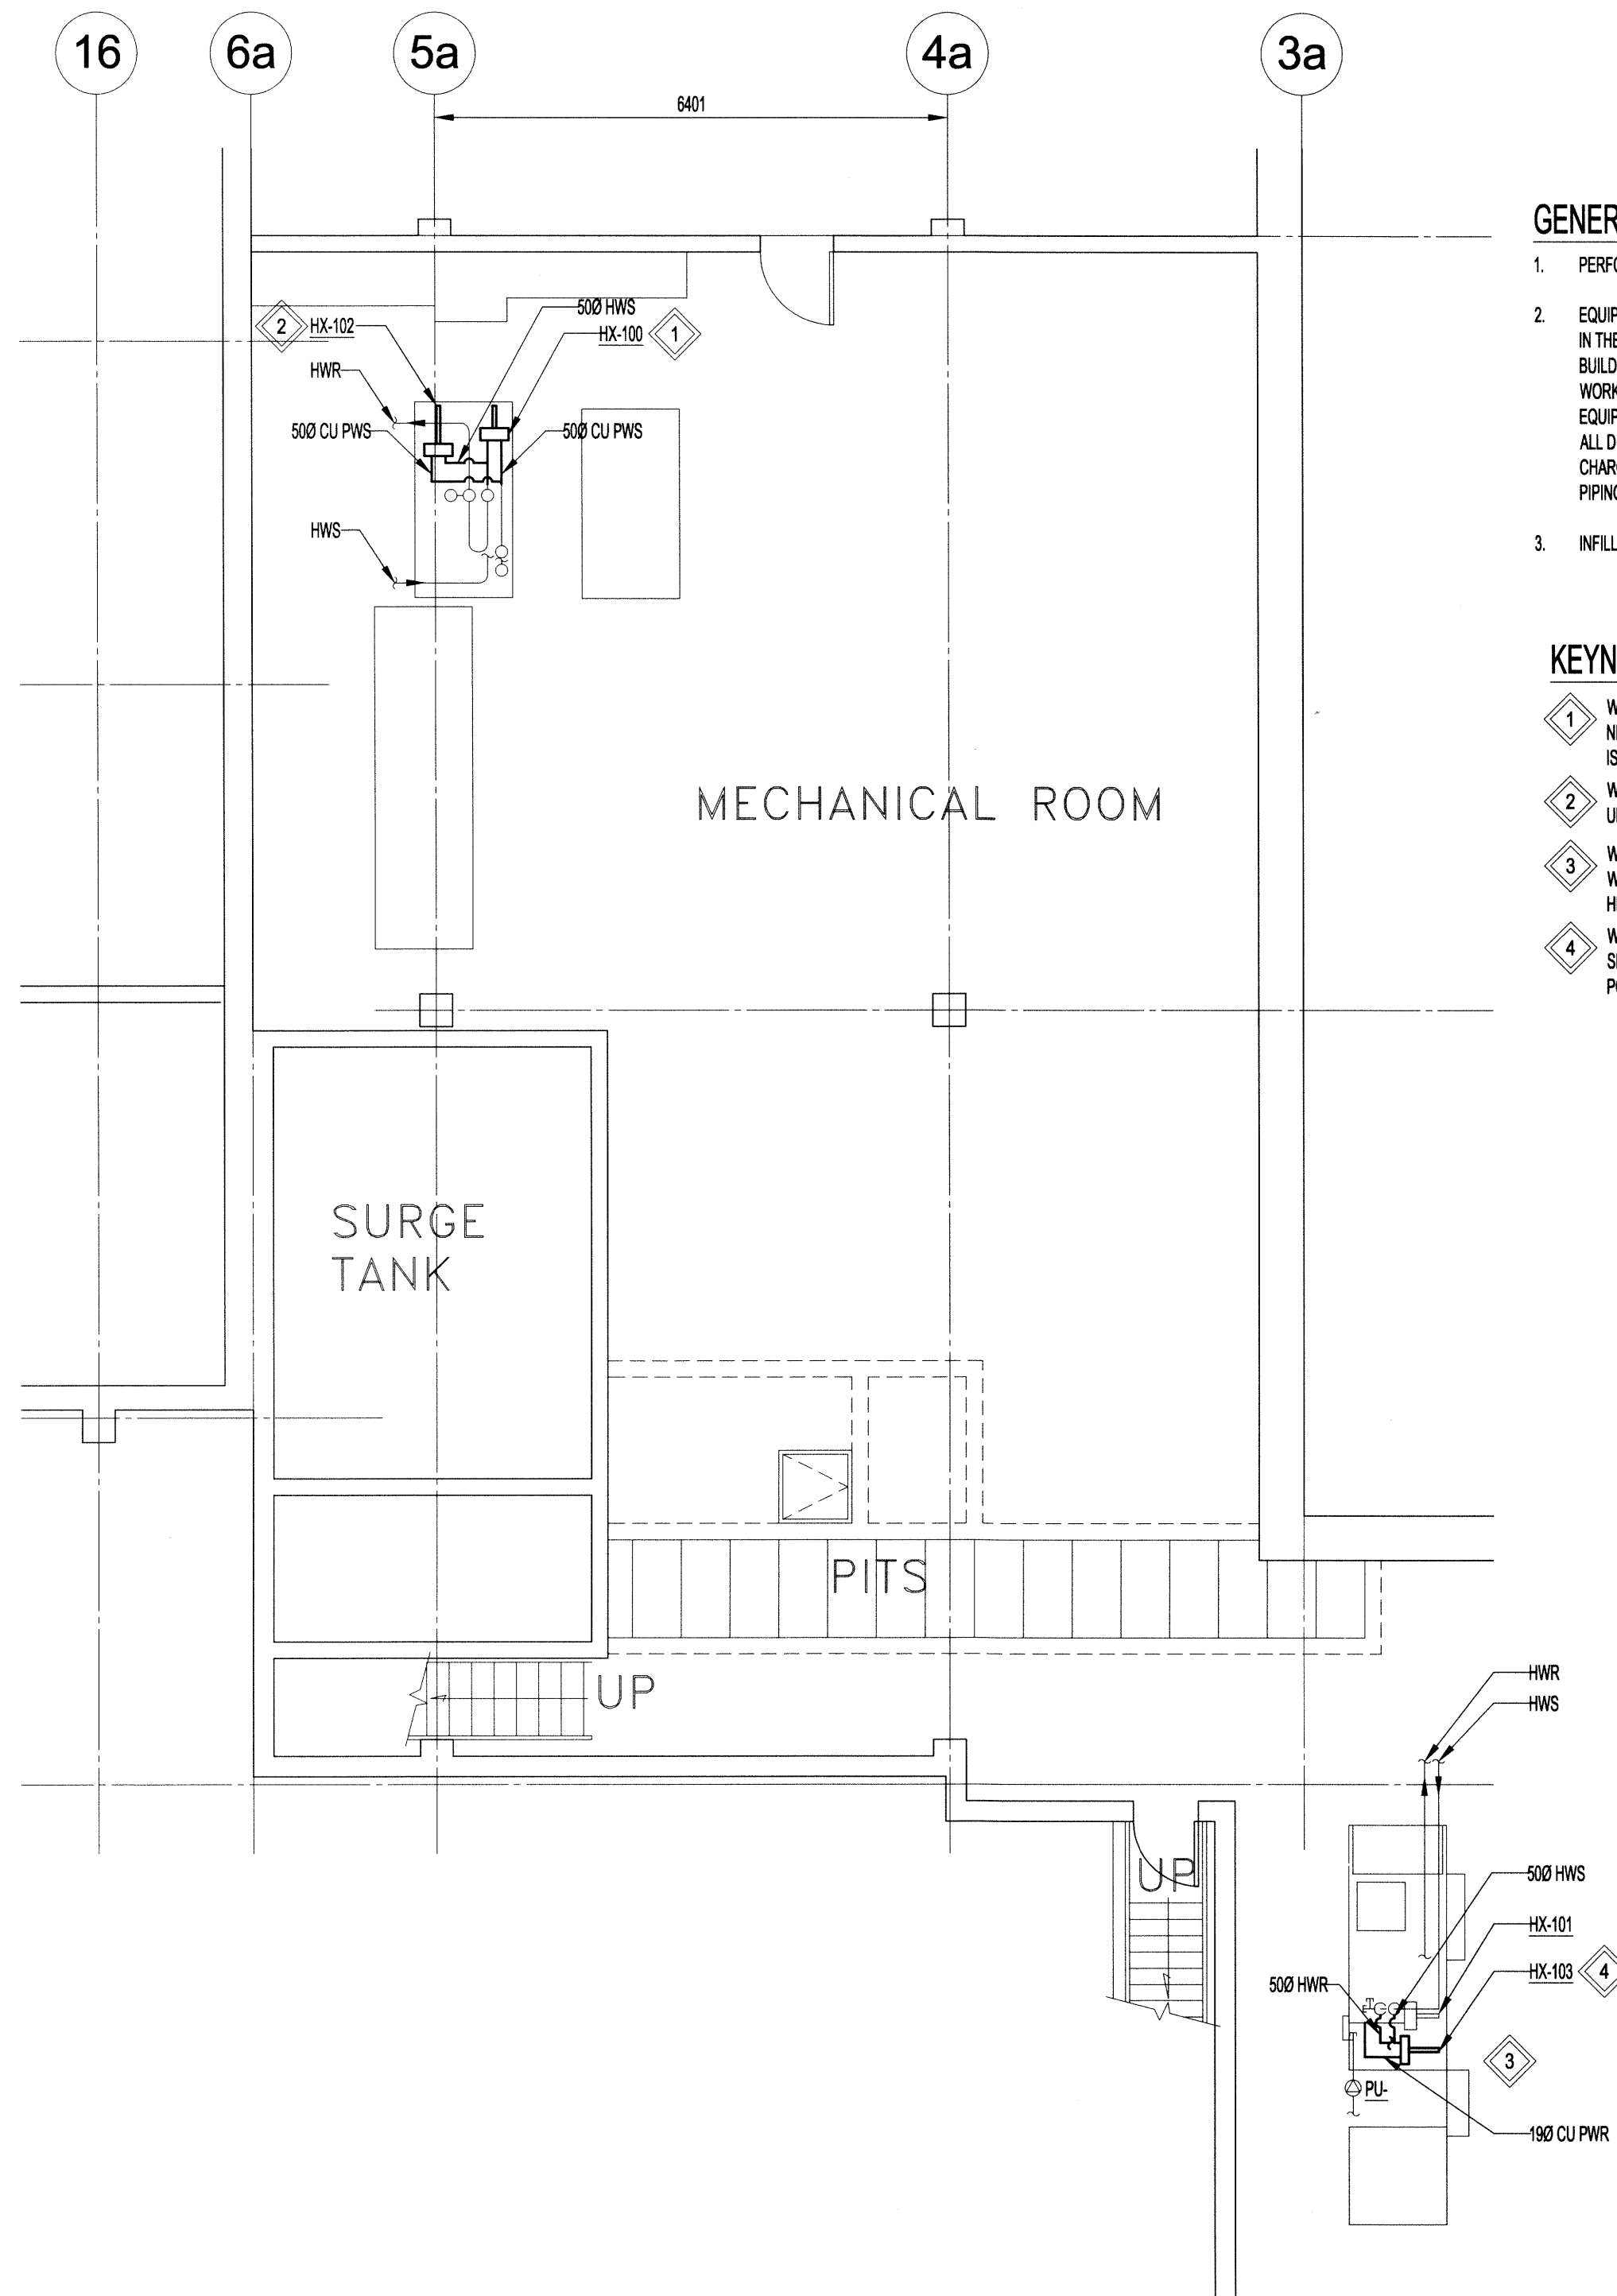 16
6a
5a
4a
3a
6401
GENER
1. PERFO
2. EQUIP
IN THE
BUILD
WORK
EQUIP
ALL D
CHAR
PIPING
3. INFILL
50Ø HWS
2
HX-102
HX-100
1
HWR
50Ø CU PWS
50Ø CU PWS
HWS
KEYN
1
W
N
IS
2
W
U
3
W
W
H
4
W
S
P
MECHANICAL ROOM
SURGE
TANK
PITS
UP
HWR
HWS
UP
50Ø HWS
HX-101
HX-103
4
50Ø HWR
3
PU-
19Ø CU PWR